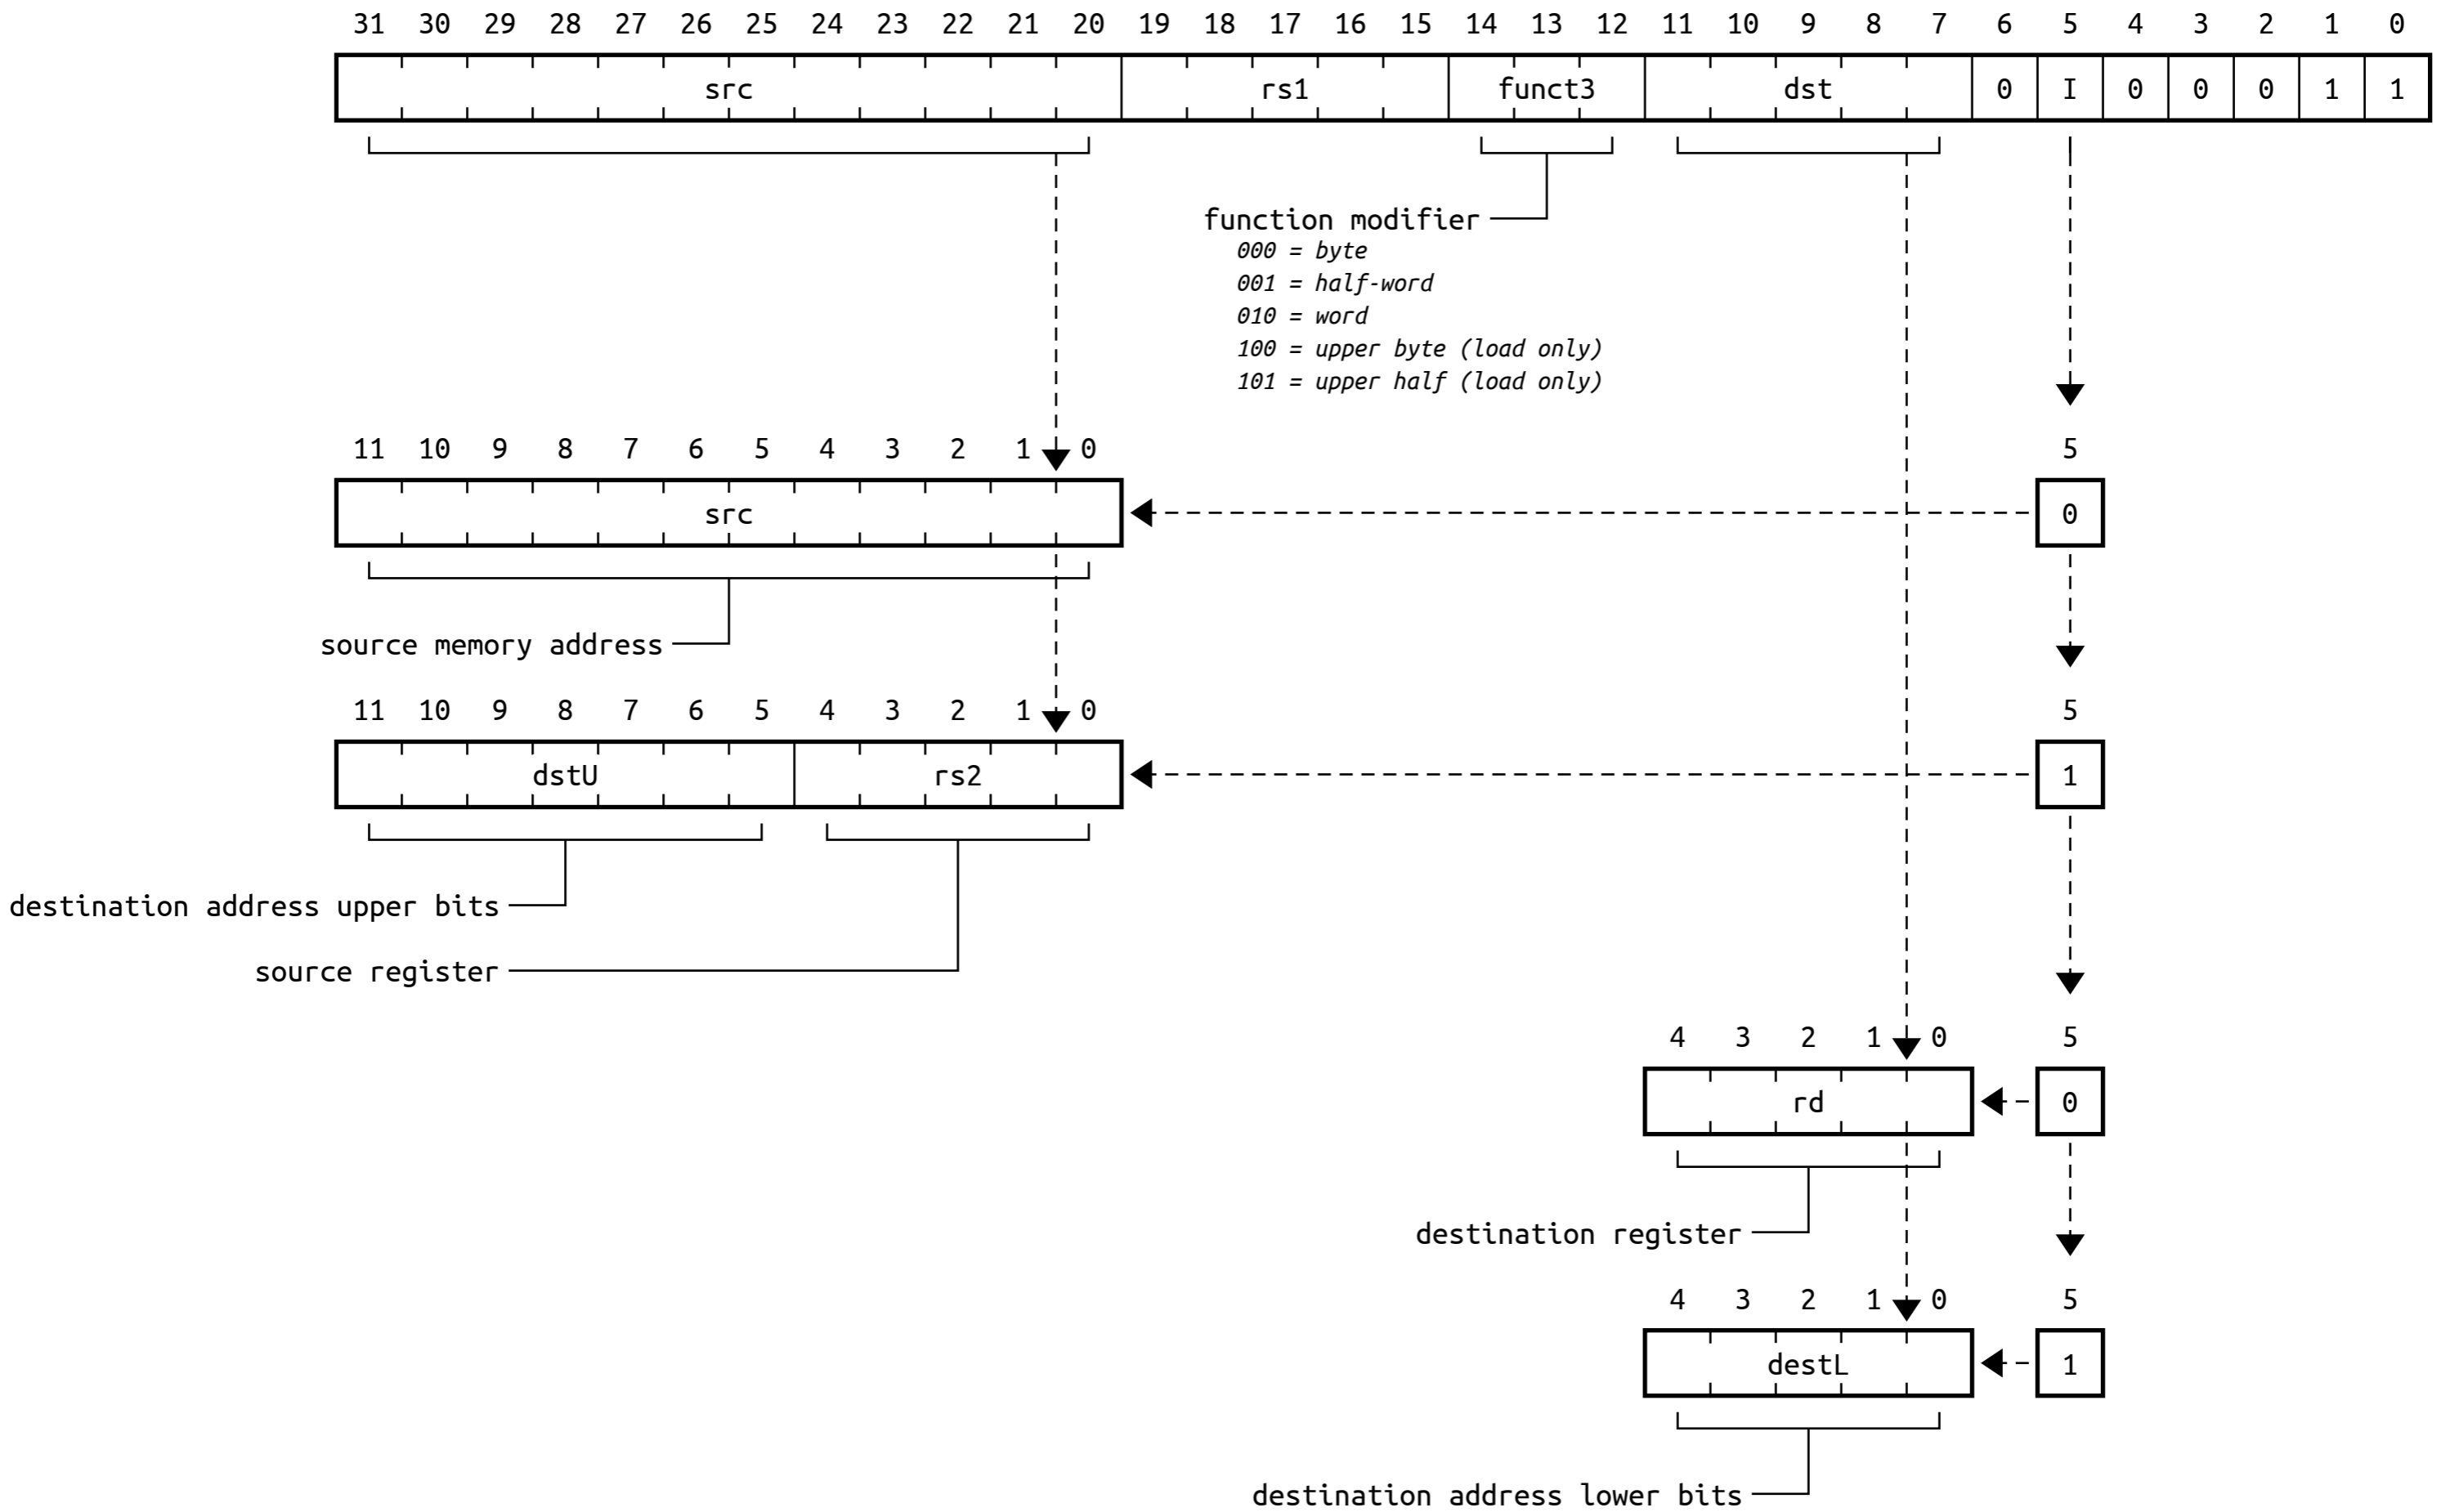 31 30 29 28 27 26 25 24 23 22 21 20 19 18 17 16 15 14 13 12 11 10 9 8 7 6 5 4 3 2 1 0
src rs1 funct3 dst 0 I 0 0 0 1 1
function modifier
000 = byte
001 = half-word
010 = word
100 = upper byte (load only)
101 = upper half (load only)
11 10 9 8 7 6 5 4 3 2 1 0 5
src 0
source memory address
11 10 9 8 7 6 5 4 3 2 1 0 5
dstU rs2 1
destination address upper bits
source register
4 3 2 1 0 5
rd 0
destination register
4 3 2 1 0 5
destL 1
destination address lower bits